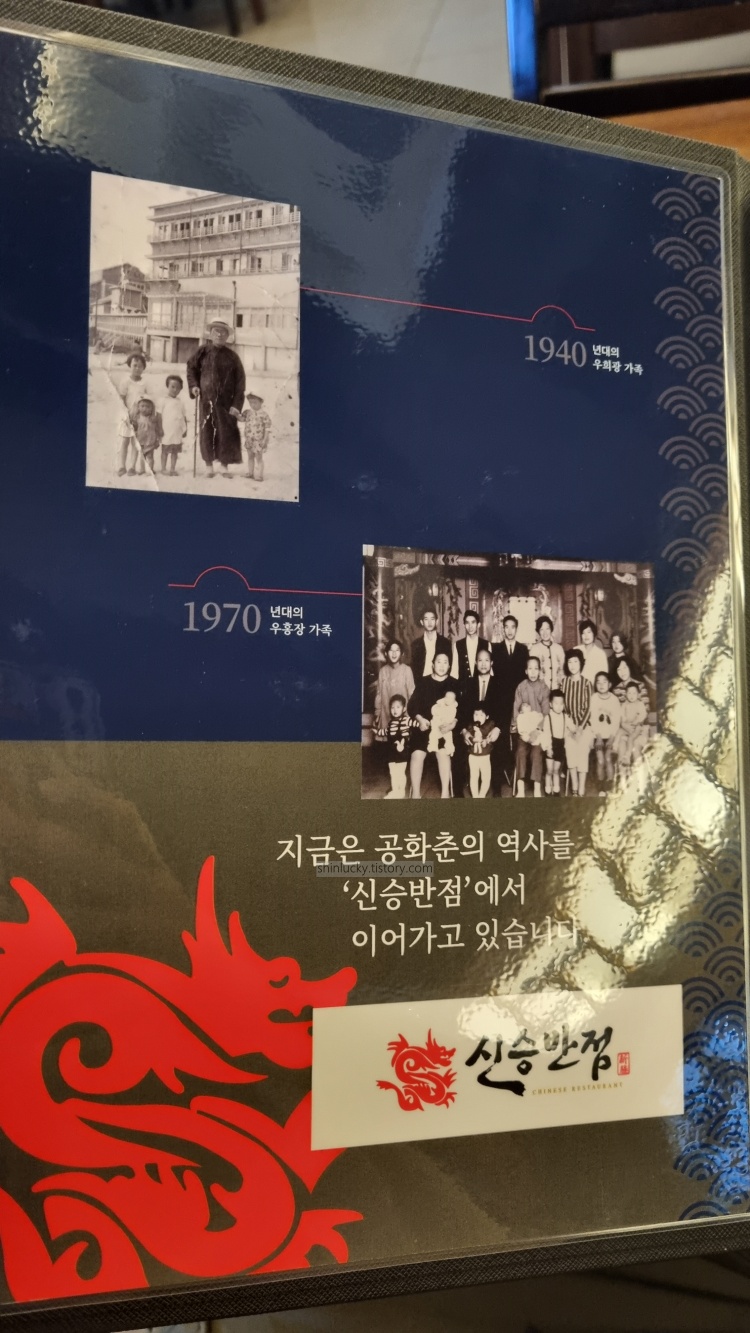 1940 년대의
우희광 가족
1970 년대의
우홍장 가족
지금은 공화춘의 역사를
shinlucky.tistory.com
‘신승반점’에서
이어가고 있습니다
신승반점
CHINESE RESTAURANT